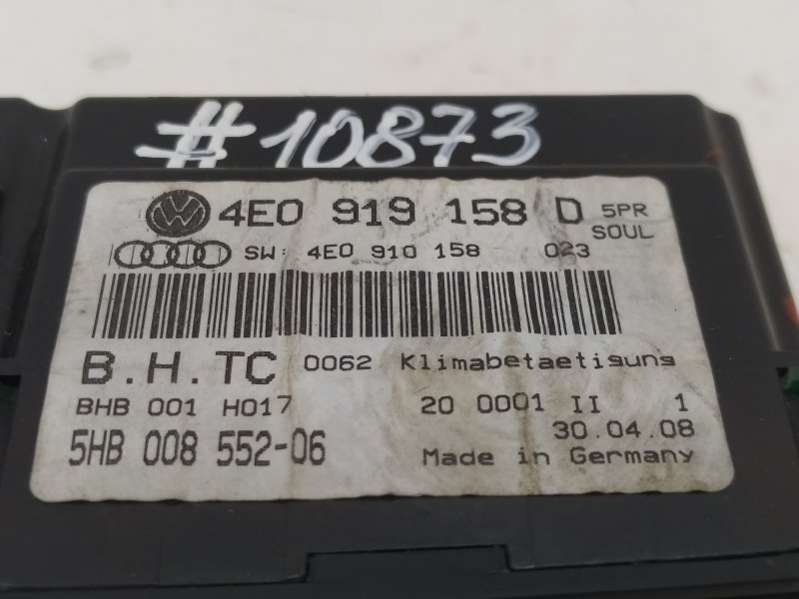 #10873
4E0 919 158 D 5PR
SOUL
SW: 4E0 910 158 023
B.H.TC 0062 Klimabetaetigung
BHB 001 H017 20 0001 II 1
30.04.08
5HB 008 552-06 Made in Germany